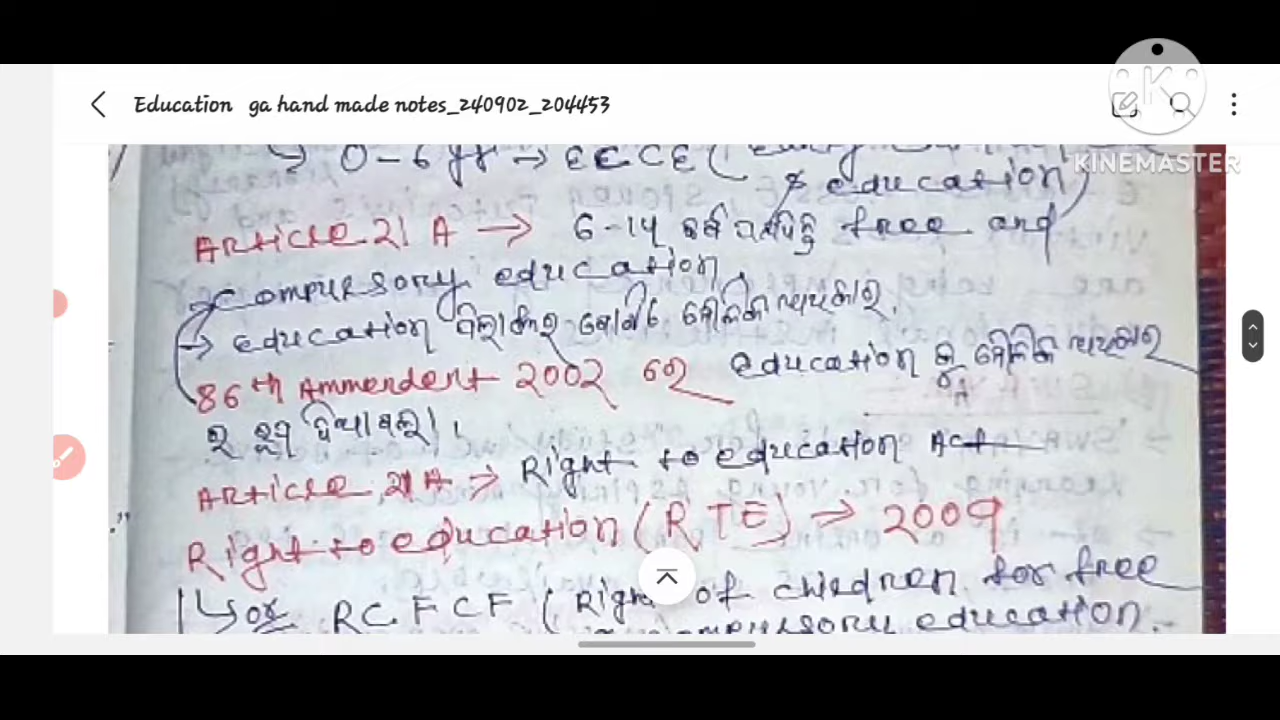 Education ga hand made notes_240902_204453
KINEMASTER
↳ 0-6 yr → ECCE (
& education)
Article 21 A → 6-14 ବର୍ଷ ପର୍ଯ୍ୟନ୍ତ free and
compulsory education.
→ education ପିଲାଙ୍କର ମୌଳିକ ଅଧିକାର.
86th Ammendent 2002 ରେ education କୁ ମୌଳିକ ଅଧିକାର
ର ରୂପ ଦିଆଗଲା।
Article 21 A → Right to education Act
Right to education (RTE) → 2009
↳ or RCFCF (Right of children for free
compulsory education.